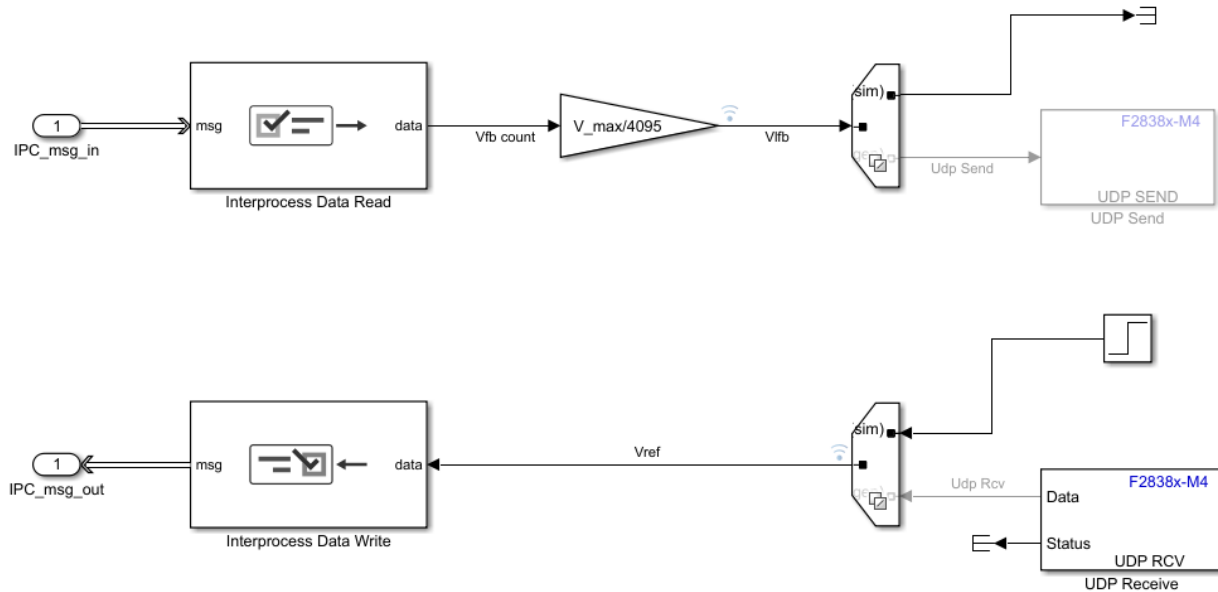 sim)
F2838x-M4
1
msg
data
V_max/4095
Vfb count
Vlfb
IPC_msg_in
Udp Send
UDP SEND
Interprocess Data Read
UDP Send
sim)
1
msg
data
Vref
Udp Rcv
F2838x-M4
Data
IPC_msg_out
Interprocess Data Write
Status
UDP RCV
UDP Receive